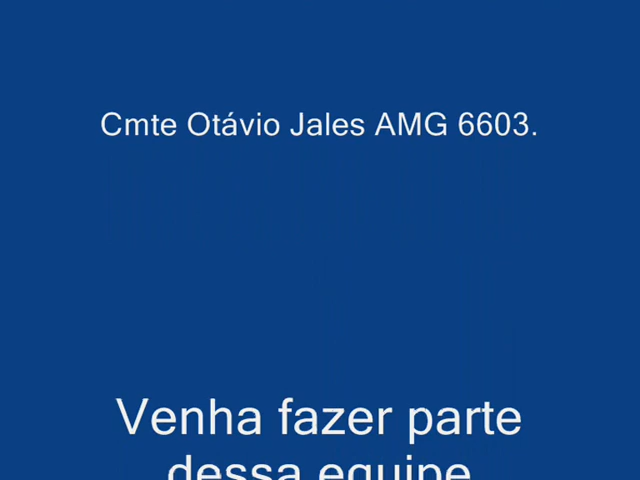 Cmte Otávio Jales AMG 6603.
Venha fazer parte
dessa equipe